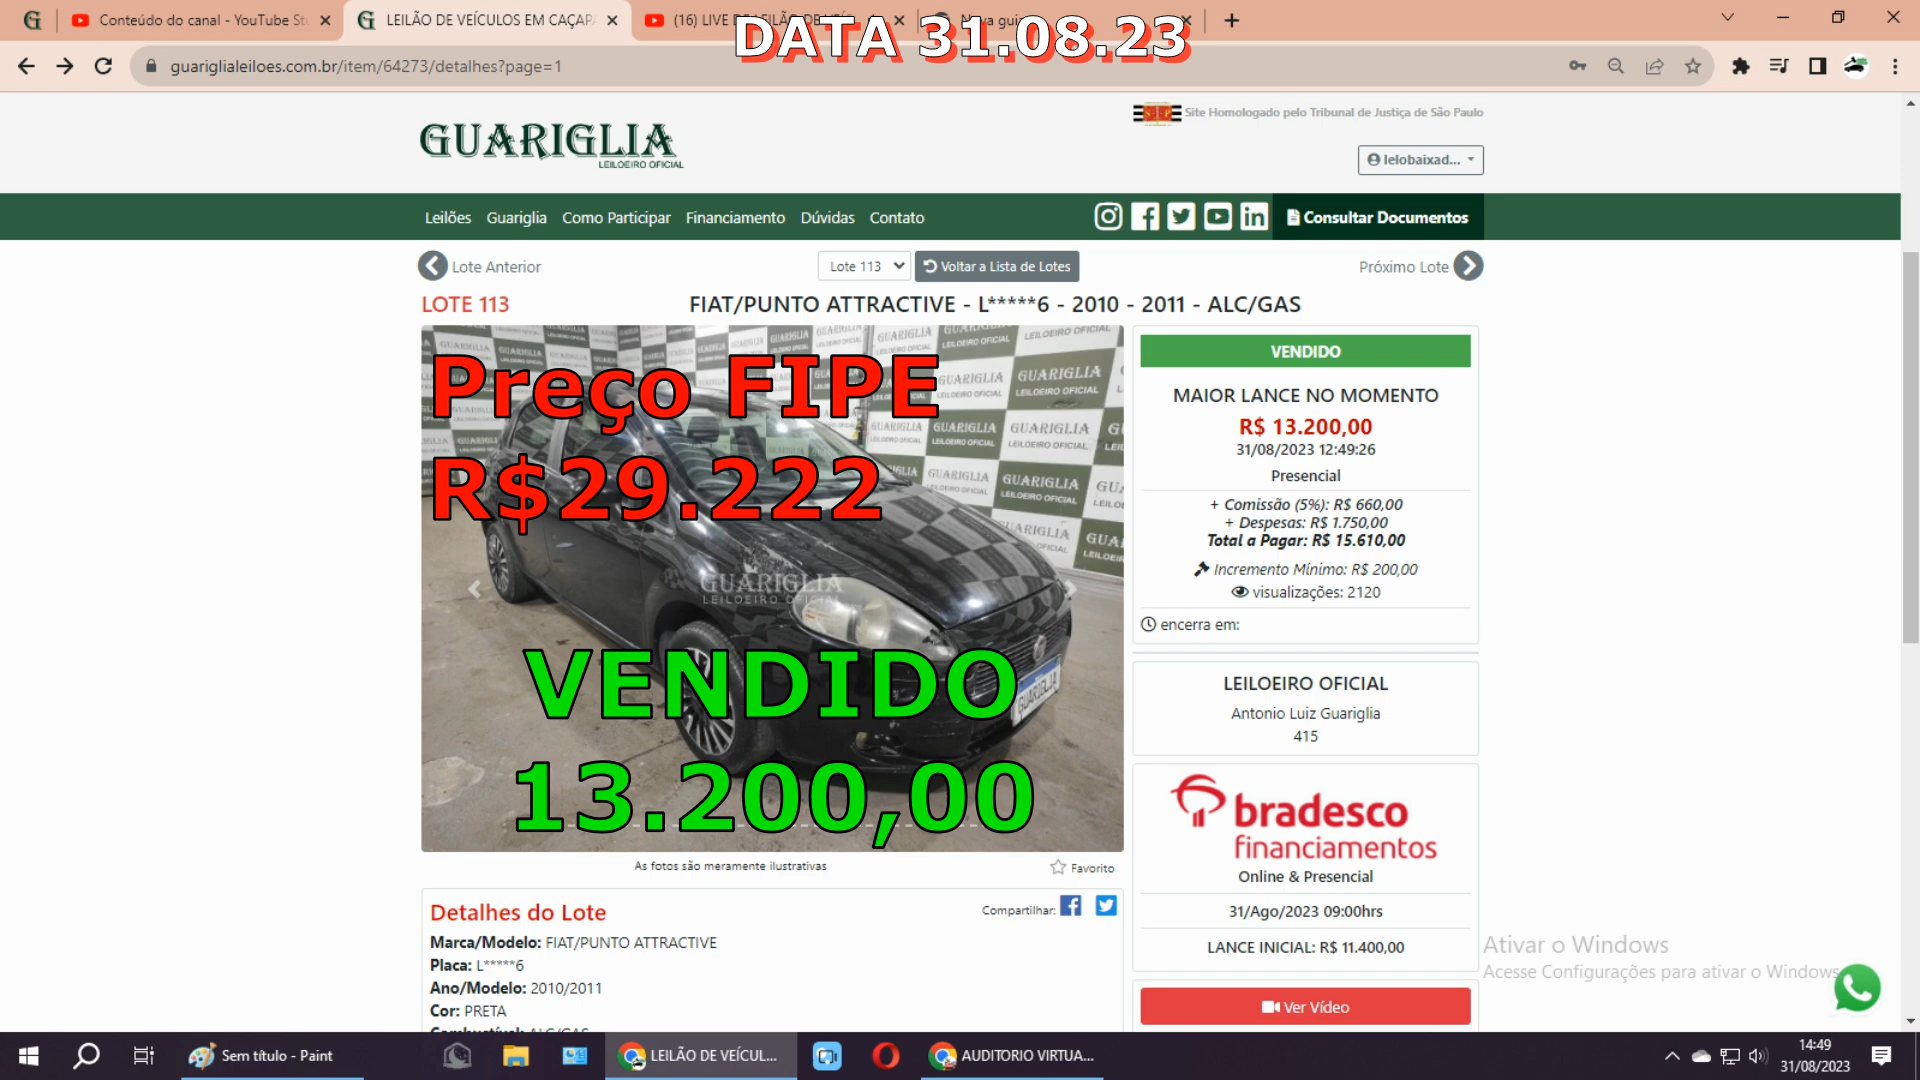 Conteúdo do canal - YouTube Stu
LEILÃO DE VEÍCULOS EM CAÇAPA
DATA 31.08.23
guariglialeiloes.com.br/item/64273/detalhes?page=1
Site Homologado pelo Tribunal de Justiça de São Paulo
GUARIGLIA
LEILOEIRO OFICIAL
lelobaixad...
Leilões Guariglia Como Participar Financiamento Dúvidas Contato
Consultar Documentos
Lote Anterior
Lote 113
Voltar a Lista de Lotes
Próximo Lote
LOTE 113
FIAT/PUNTO ATTRACTIVE - L*****6 - 2010 - 2011 - ALC/GAS
Preço FIPE
R$29.222
GUARIGLIA
LEILOEIRO OFICIAL
GUARIGLIA
VENDIDO
13.200,00
As fotos são meramente ilustrativas
Favorito
VENDIDO
MAIOR LANCE NO MOMENTO
R$ 13.200,00
31/08/2023 12:49:26
Presencial
+ Comissão (5%): R$ 660,00
+ Despesas: R$ 1.750,00
Total a Pagar: R$ 15.610,00
Incremento Mínimo: R$ 200,00
visualizações: 2120
encerra em:
LEILOEIRO OFICIAL
Antonio Luiz Guariglia
415
bradesco
financiamentos
Online & Presencial
31/Ago/2023 09:00hrs
LANCE INICIAL: R$ 11.400,00
Ver Vídeo
Detalhes do Lote
Compartilhar:
Marca/Modelo: FIAT/PUNTO ATTRACTIVE
Placa: L*****6
Ano/Modelo: 2010/2011
Cor: PRETA
Combustível: ALC/GAS
Ativar o Windows
Acesse Configurações para ativar o Windows
Sem título - Paint
LEILÃO DE VEÍCUL...
AUDITORIO VIRTUA...
14:49
31/08/2023